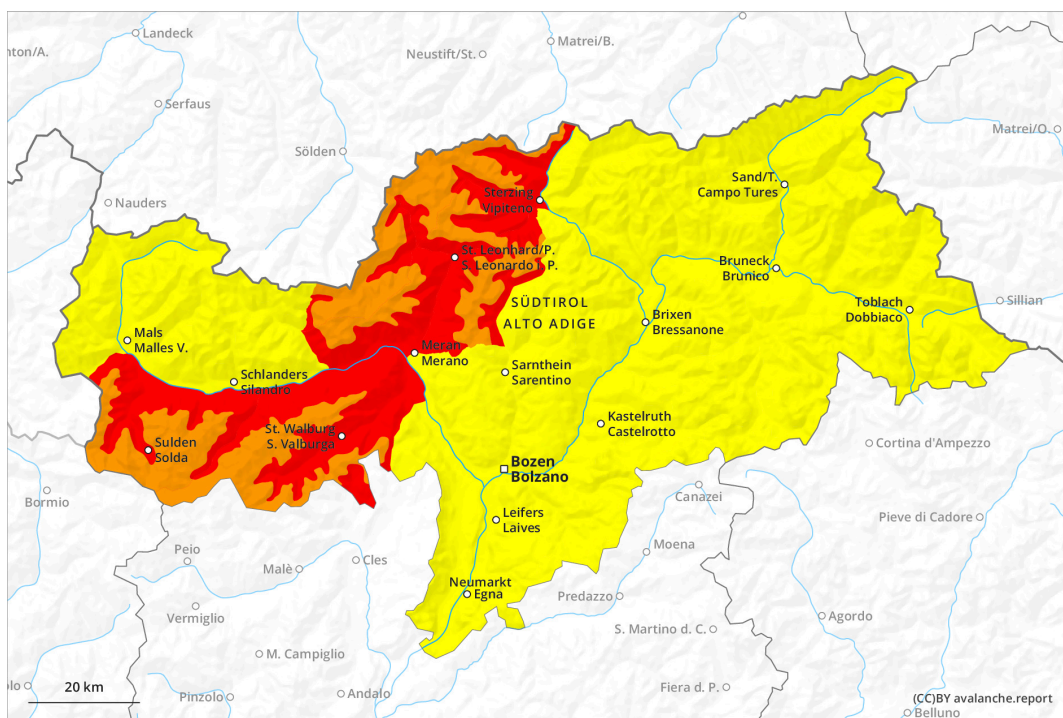 Landeck
Matrei/B.
nton/A.
Neustift/St.
Serfaus
Matrei/O.
Sölden
Sand/T.
Campo Tures
Sterzing
Vipiteno
Nauders
St. Leonhard/P.
S. Leonardo i. P.
Bruneck
Brunico
SÜDTIROL
ALTO ADIGE
Toblach
Dobbiaco
Sillian
Brixen
Bressanone
Mals
Malles V.
Meran
Merano
Sarnthein
Sarentino
Schlanders
Silandro
Kastelruth
Castelrotto
St. Walburg
S. Valburga
Sulden
Solda
Cortina d'Ampezzo
Bozen
Bolzano
Bormio
Canazei
Leifers
Laives
Pieve di Cadore
Peio
Moena
Cles
Malè
Neumarkt
Egna
Predazzo
Vermiglio
Agordo
S. Martino d. C.
M. Campiglio
olo
20 km
Pinzolo
Andalo
Fiera d. P.
(CC)BY avalanche.report
Belluno